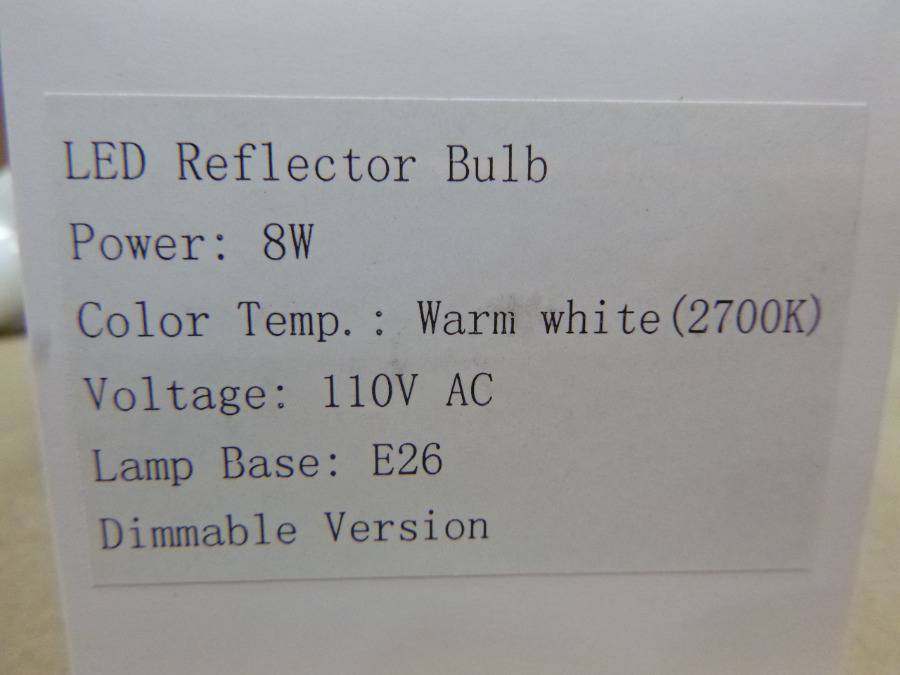 LED Reflector Bulb
Power: 8W
Color Temp.: Warm white(2700K)
Voltage: 110V AC
Lamp Base: E26
Dimmable Version